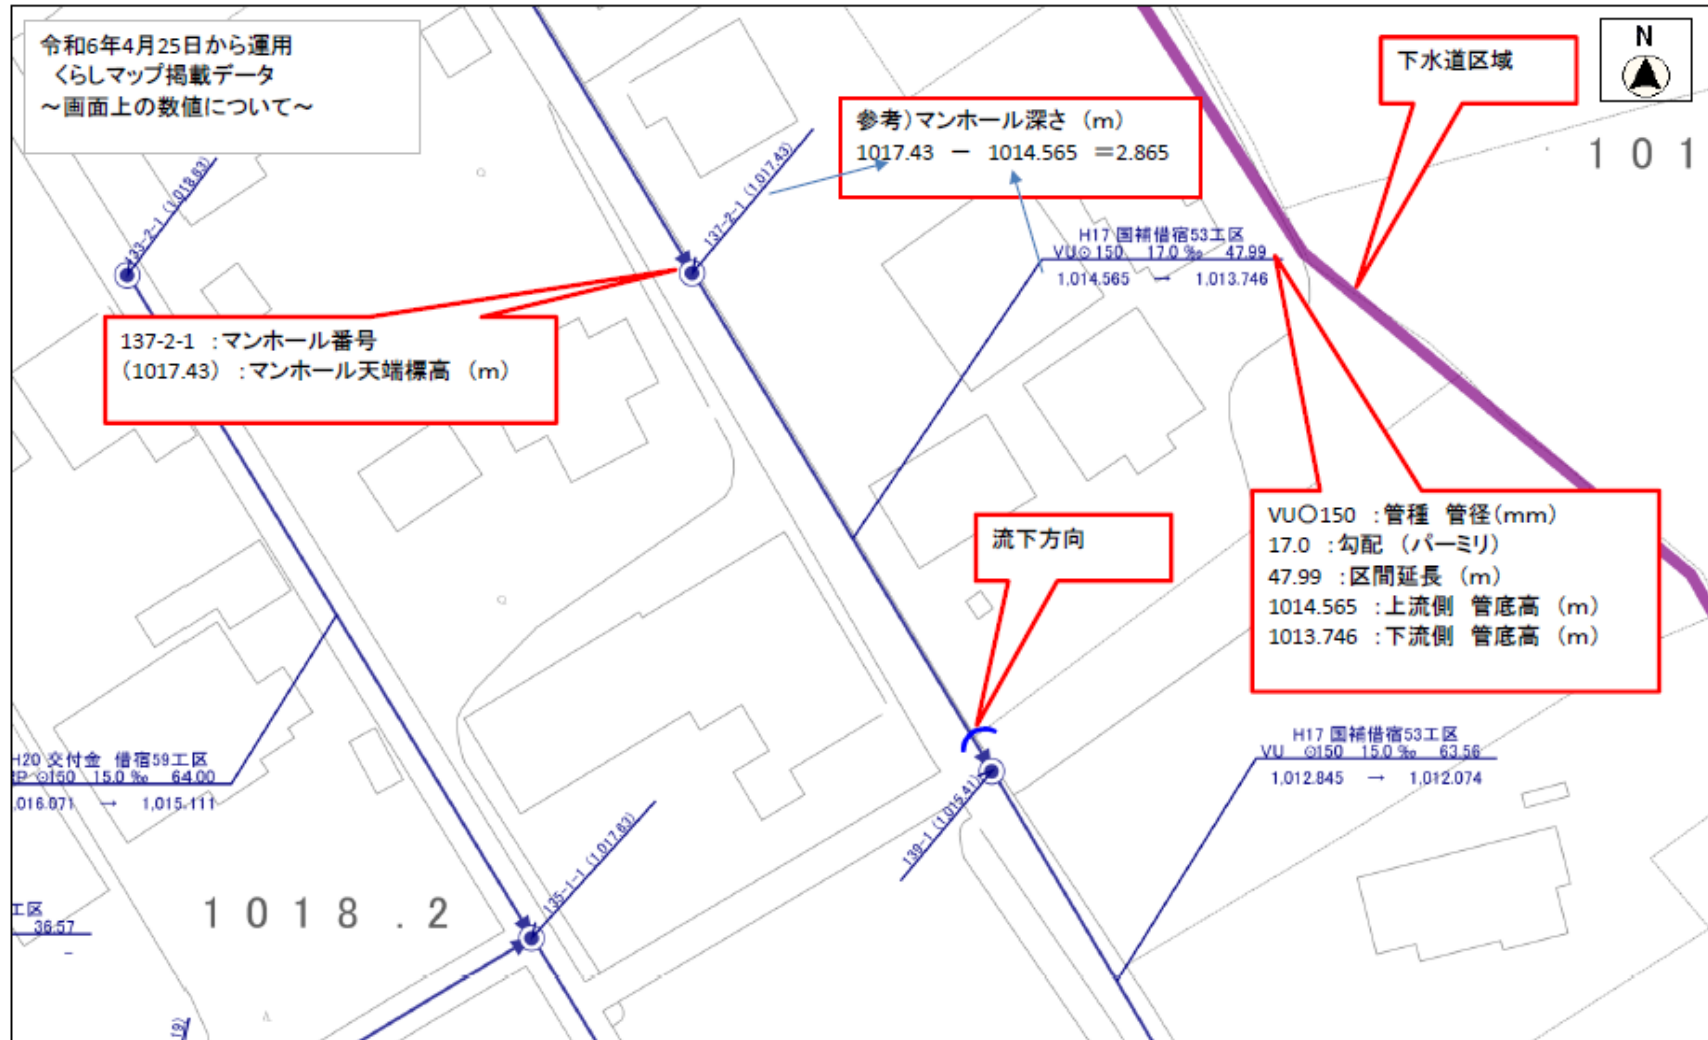 令和6年4月25日から運用
くらしマップ掲載データ
～画面上の数値について～
N
下水道区域
参考)マンホール深さ （m）
1017.43 － 1014.565 ＝2.865
101
133-2-1 (1,018.63)
137-2-1 (1,017.43)
H17 国補借宿53工区
VU⊙150 17.0 ‰ 47.99
1,014.565 → 1,013.746
137-2-1 ：マンホール番号
（1017.43）：マンホール天端標高 （m）
流下方向
VU〇150 ：管種 管径(mm)
17.0 ：勾配 （パーミリ）
47.99 ：区間延長 （m）
1014.565 ：上流側 管底高 （m）
1013.746 ：下流側 管底高 （m）
H20 交付金 借宿59工区
RP ⊙150 15.0 ‰ 64.00
,016.071 → 1,015.111
H17 国補借宿53工区
VU ⊙150 15.0 ‰ 63.56
1,012.845 → 1,012.074
139-1 (1,015.41)
135-1-1 (1,017.63)
1018.2
工区
36.57
-